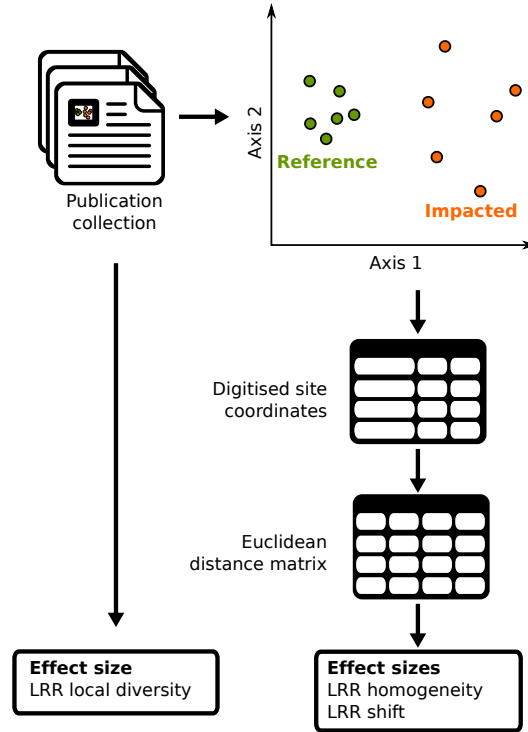 Axis 2
Reference
Impacted
Axis 1
Publication
collection
Digitised site
coordinates
Euclidean
distance matrix
Effect size
LRR local diversity
Effect sizes
LRR homogeneity
LRR shift